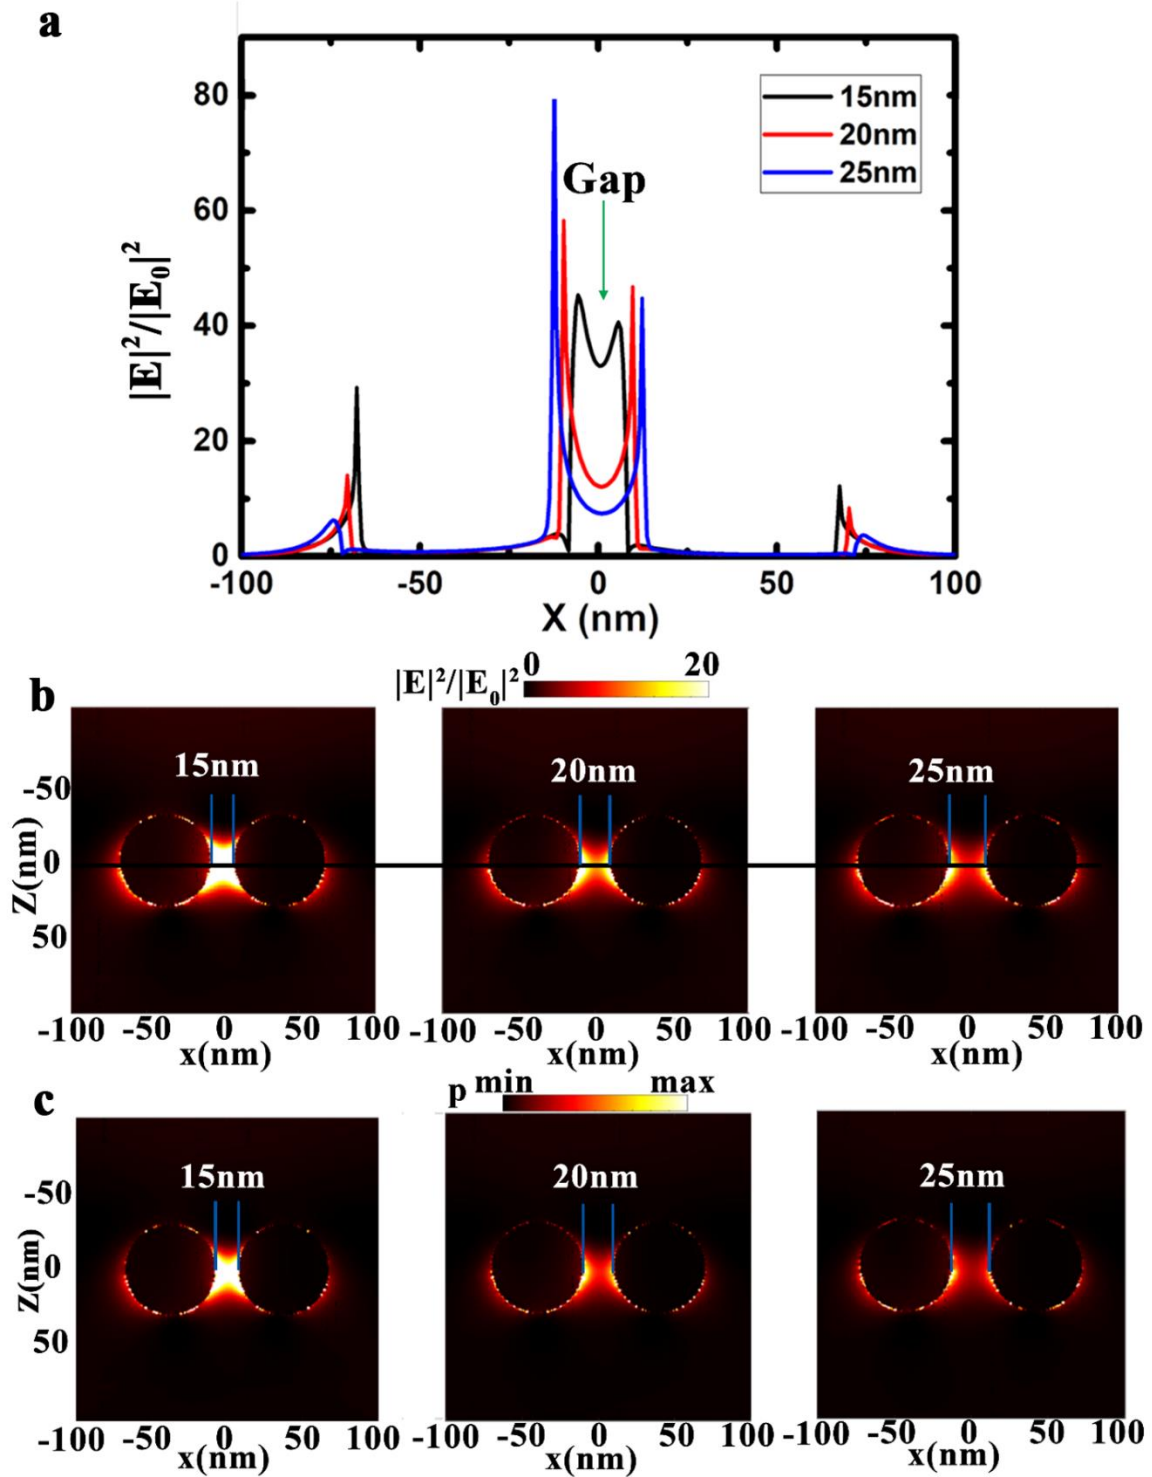 a
80
60
40
20
0
|E|²/|E₀|²
Gap
15nm
20nm
25nm
-100 -50 0 50 100
X (nm)
b
|E|²/|E₀|² 0 20
15nm 20nm 25nm
-50
0
50
Z(nm)
-100 -50 0 50 100 -100 -50 0 50 100 -100 -50 0 50 100
x(nm) x(nm) x(nm)
c
p min max
15nm 20nm 25nm
-50
0
50
Z(nm)
-100 -50 0 50 100 -100 -50 0 50 100 -100 -50 0 50 100
x(nm) x(nm) x(nm)